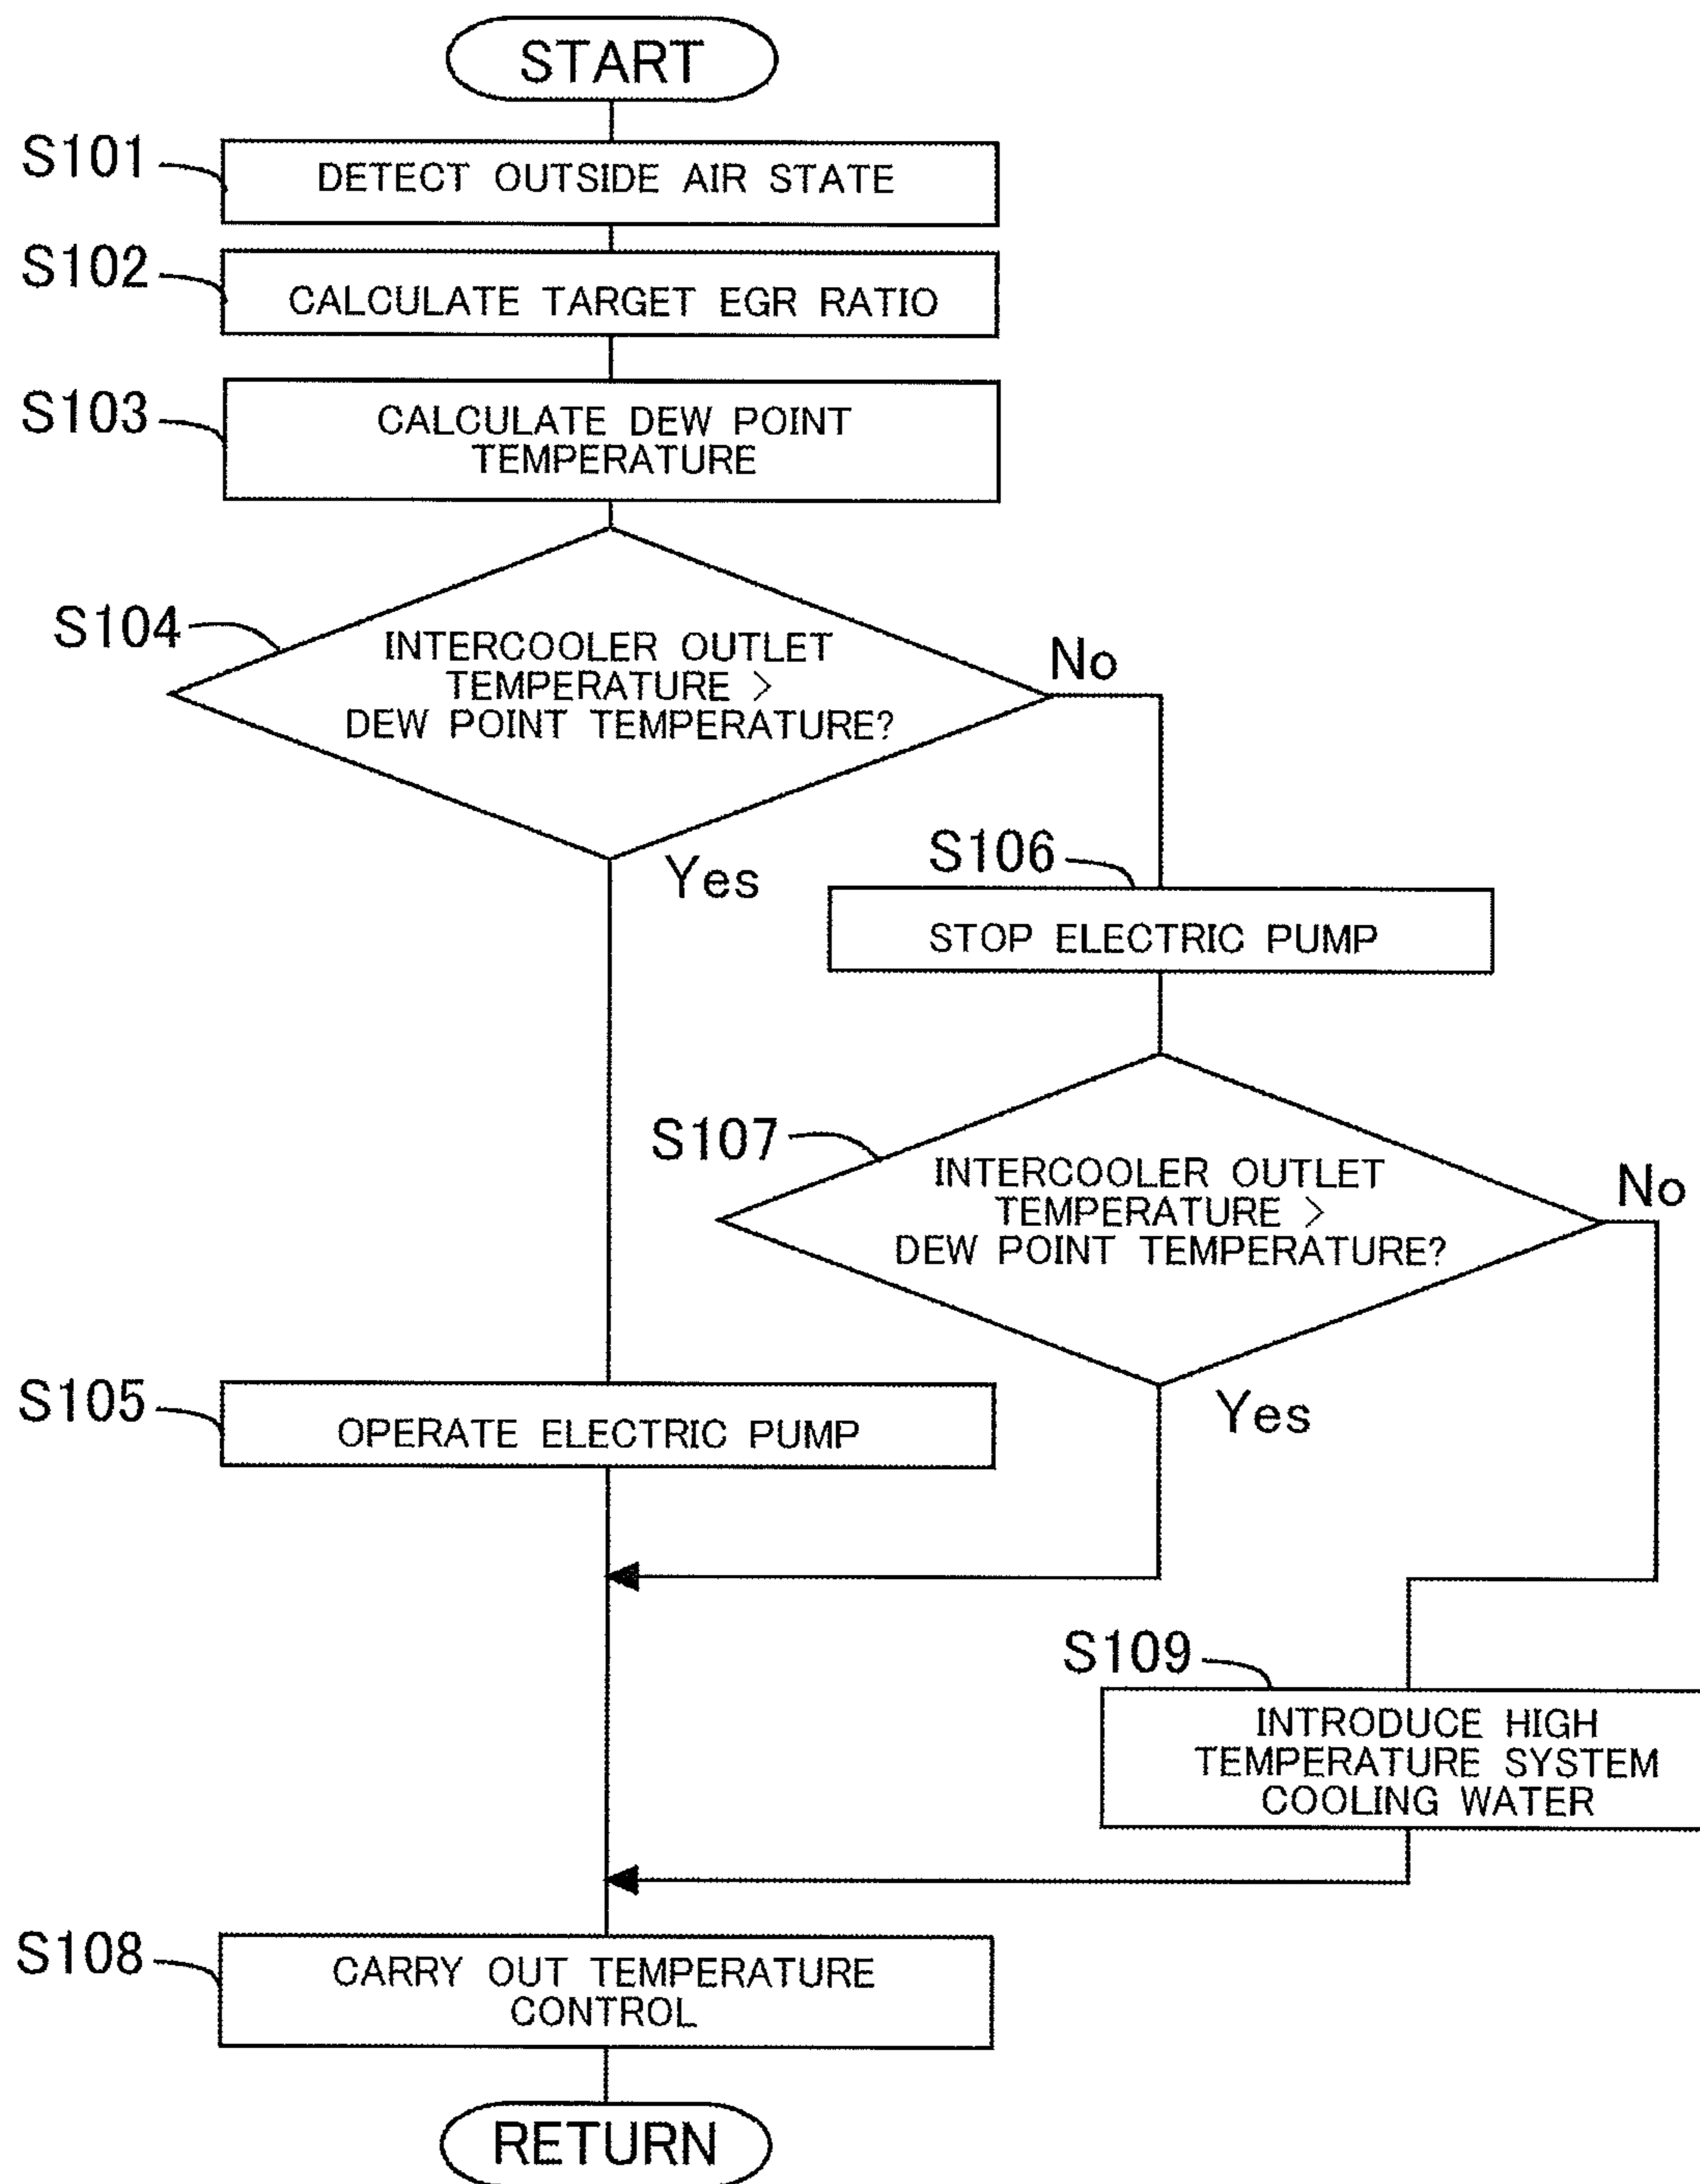 START
S101
DETECT OUTSIDE AIR STATE
S102
CALCULATE TARGET EGR RATIO
S103
CALCULATE DEW POINT
TEMPERATURE
S104
INTERCOOLER OUTLET
TEMPERATURE >
DEW POINT TEMPERATURE?
No
Yes
S106
STOP ELECTRIC PUMP
S107
INTERCOOLER OUTLET
TEMPERATURE >
DEW POINT TEMPERATURE?
No
Yes
S105
OPERATE ELECTRIC PUMP
S109
INTRODUCE HIGH
TEMPERATURE SYSTEM
COOLING WATER
S108
CARRY OUT TEMPERATURE
CONTROL
RETURN